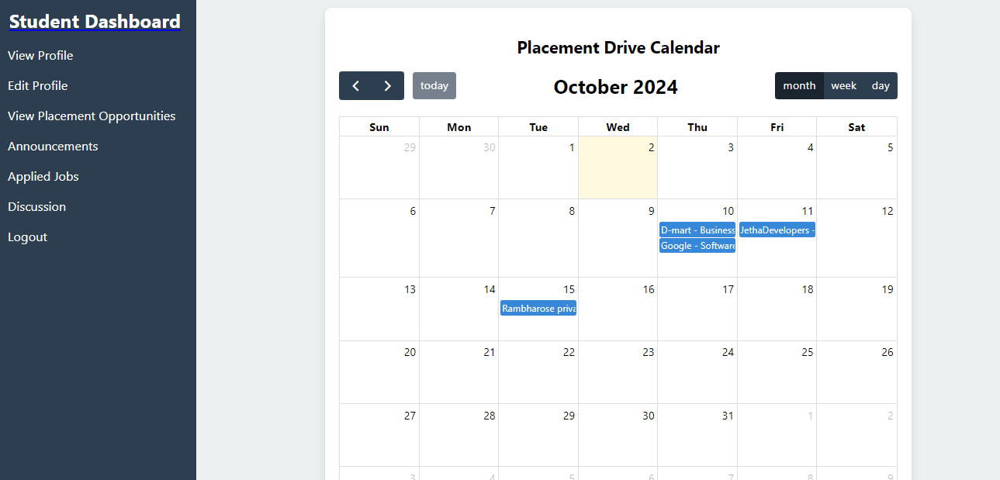 Student Dashboard
View Profile
Edit Profile
View Placement Opportunities
Announcements
Applied Jobs
Discussion
Logout
Placement Drive Calendar
today
October 2024
month week day
Sun Mon Tue Wed Thu Fri Sat
29 30 1 2 3 4 5
6 7 8 9 10 11 12
D-mart - Business JethaDevelopers -
Google - Software
13 14 15 16 17 18 19
Rambharose priva
20 21 22 23 24 25 26
27 28 29 30 31 1 2
3 4 5 6 7 8 9